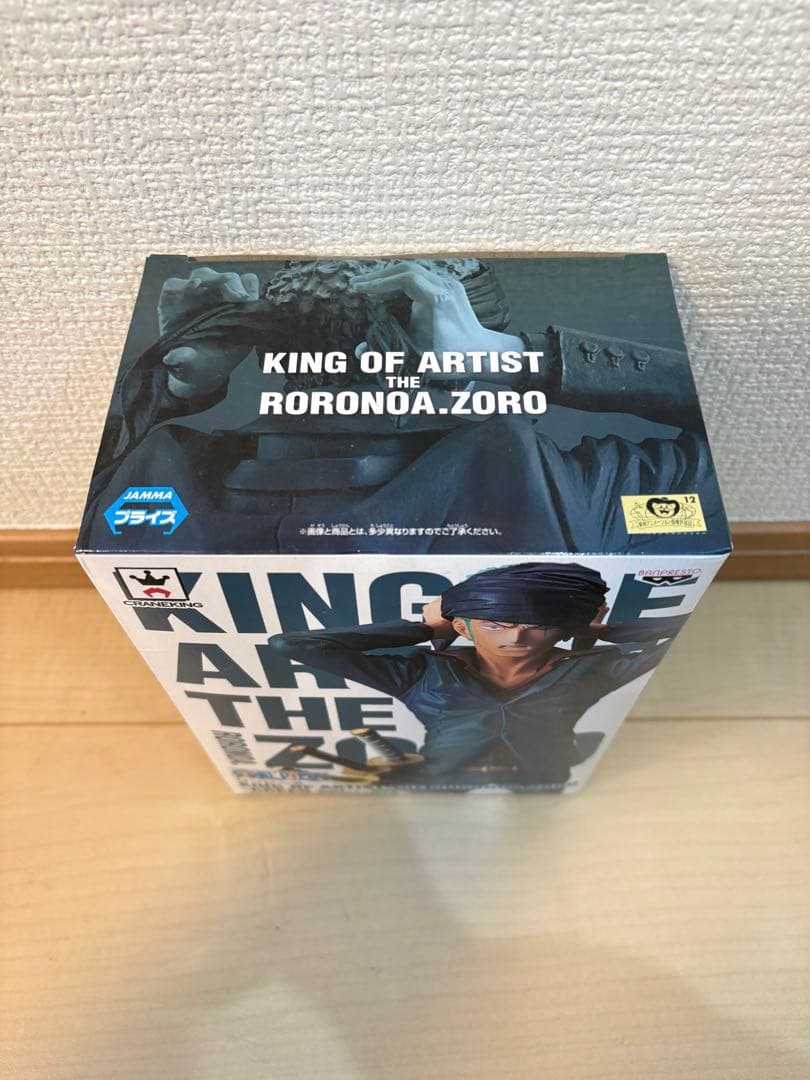 KING OF ARTIST
THE
RORONOA.ZORO
JAMMA
プライズ
12
※画像と商品とは、多少異なりますのでご了承ください。
CRANEKING
BANPRESTO
KING
AR
THE
RORONOA
ZO